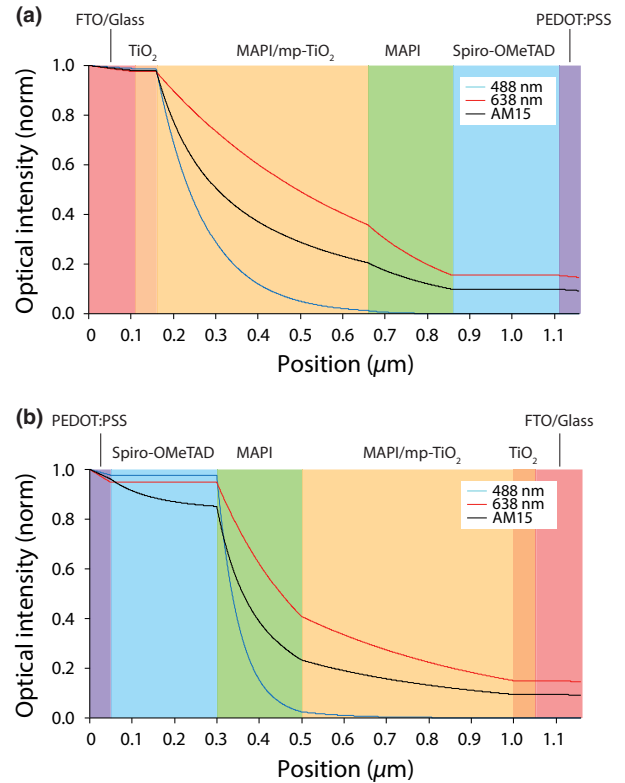 (a)
FTO/Glass
PEDOT:PSS
TiO₂
MAPI/mp-TiO₂
MAPI
Spiro-OMeTAD
488 nm
638 nm
AM15
Optical intensity (norm)
1.0
0.8
0.6
0.4
0.2
0.0
0 0.1 0.2 0.3 0.4 0.5 0.6 0.7 0.8 0.9 1.0 1.1
Position (μm)
(b)
PEDOT:PSS
FTO/Glass
Spiro-OMeTAD
MAPI
MAPI/mp-TiO₂
TiO₂
488 nm
638 nm
AM15
Optical intensity (norm)
1.0
0.8
0.6
0.4
0.2
0.0
0 0.1 0.2 0.3 0.4 0.5 0.6 0.7 0.8 0.9 1.0 1.1
Position (μm)